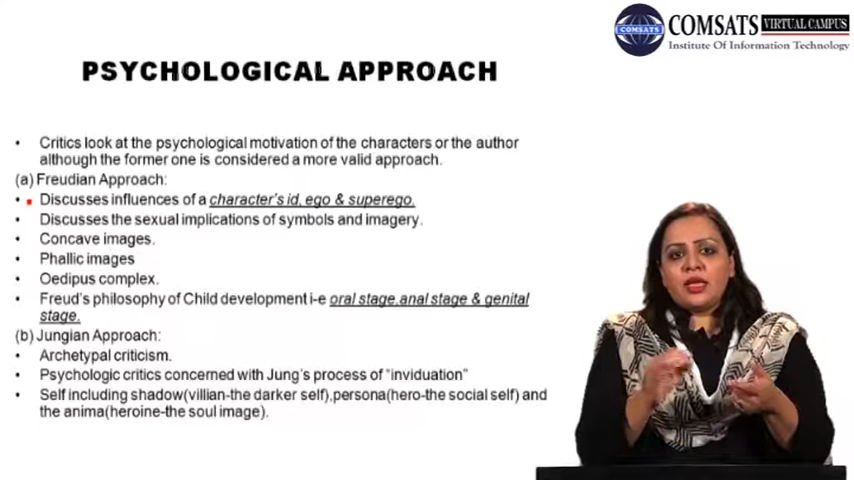 COMSATS VIRTUAL CAMPUS
COMSATS
Institute Of Information Technology
PSYCHOLOGICAL APPROACH
• Critics look at the psychological motivation of the characters or the author
although the former one is considered a more valid approach.
(a) Freudian Approach:
• Discusses influences of a character's id, ego & superego.
• Discusses the sexual implications of symbols and imagery.
• Concave images.
• Phallic images
• Oedipus complex.
• Freud's philosophy of Child development i-e oral stage,anal stage & genital
stage.
(b) Jungian Approach:
• Archetypal criticism.
• Psychologic critics concerned with Jung's process of "inviduation"
• Self including shadow(villian-the darker self),persona(hero-the social self) and
the anima(heroine-the soul image).